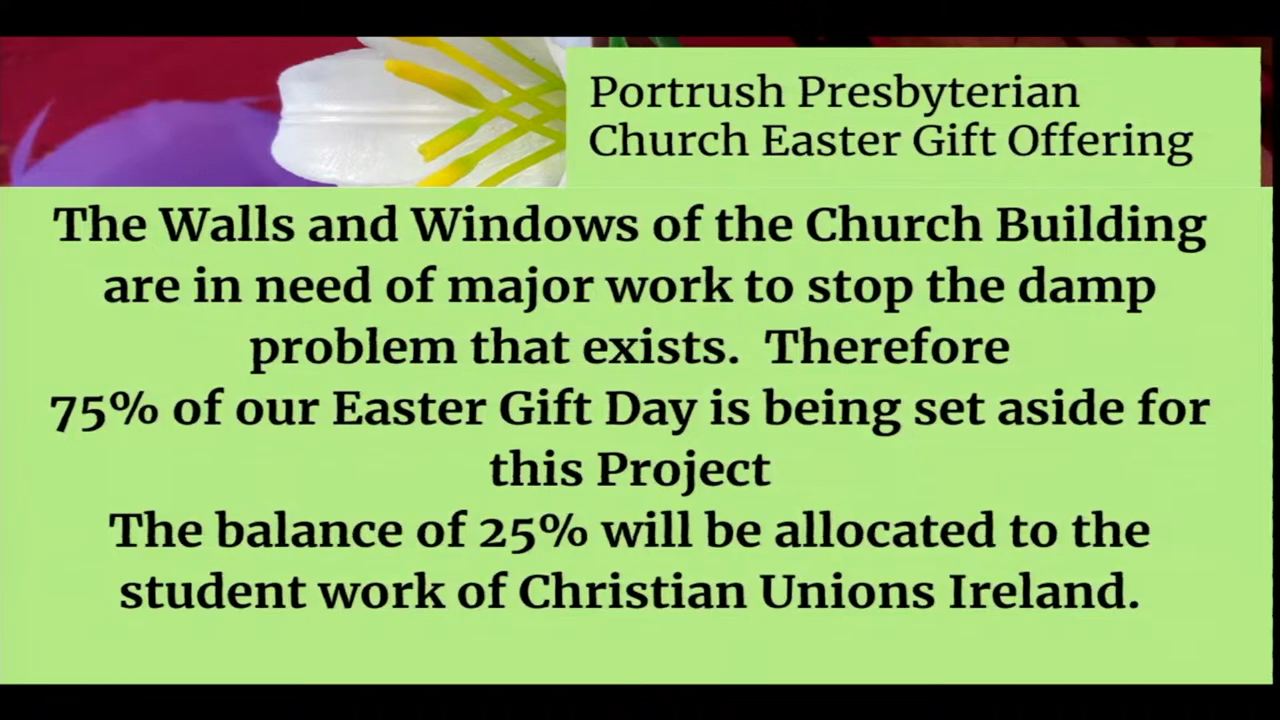 Portrush Presbyterian
Church Easter Gift Offering
The Walls and Windows of the Church Building
are in need of major work to stop the damp
problem that exists.  Therefore
75% of our Easter Gift Day is being set aside for
this Project
The balance of 25% will be allocated to the
student work of Christian Unions Ireland.